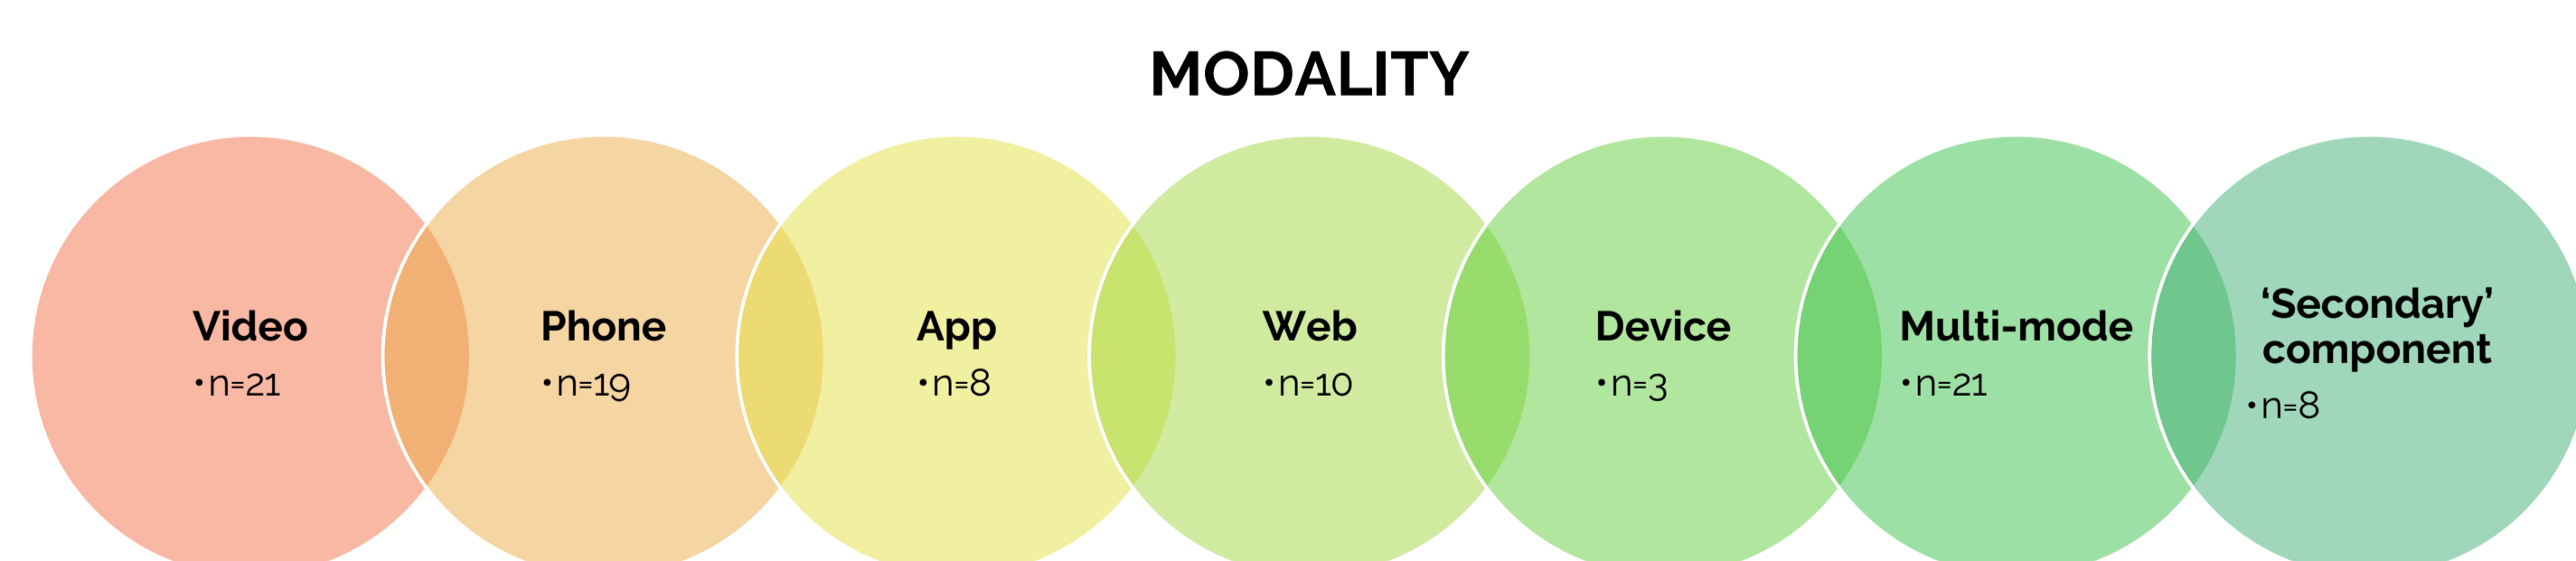 MODALITY
Video
•n=21
Phone
•n=19
App
•n=8
Web
•n=10
Device
•n=3
Multi-mode
•n=21
‘Secondary’
component
•n=8